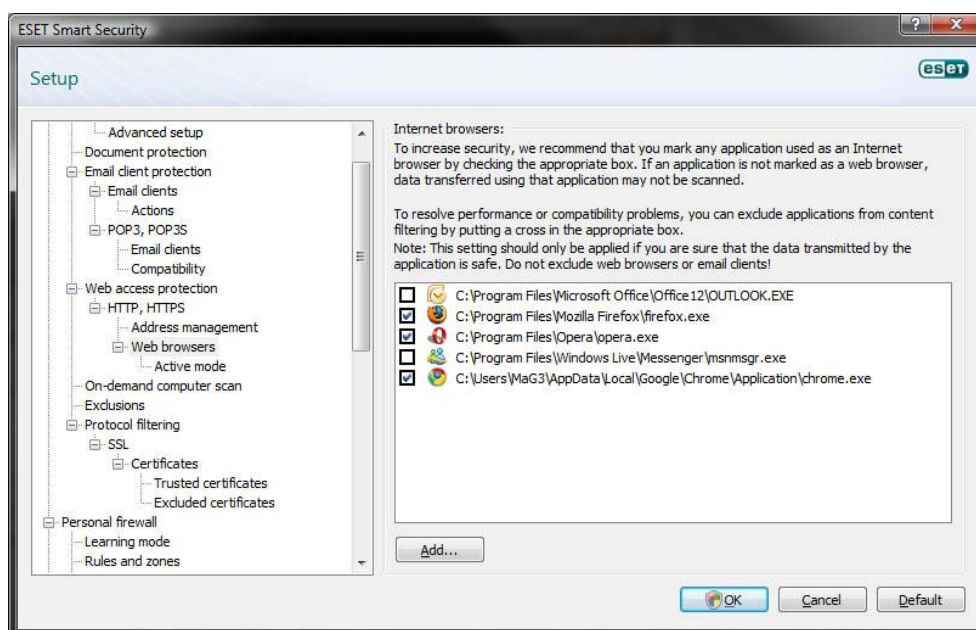 ESET Smart Security
Setup
eseT
Advanced setup
Document protection
Email client protection
Email clients
Actions
POP3, POP3S
Email clients
Compatibility
Web access protection
HTTP, HTTPS
Address management
Web browsers
Active mode
On-demand computer scan
Exclusions
Protocol filtering
SSL
Certificates
Trusted certificates
Excluded certificates
Personal firewall
Learning mode
Rules and zones
Internet browsers:
To increase security, we recommend that you mark any application used as an Internet
browser by checking the appropriate box. If an application is not marked as a web browser,
data transferred using that application may not be scanned.
To resolve performance or compatibility problems, you can exclude applications from content
filtering by putting a cross in the appropriate box.
Note: This setting should only be applied if you are sure that the data transmitted by the
application is safe. Do not exclude web browsers or email clients!
C:\Program Files\Microsoft Office\Office12\OUTLOOK.EXE
C:\Program Files\Mozilla Firefox\firefox.exe
C:\Program Files\Opera\opera.exe
C:\Program Files\Windows Live\Messenger\msnmsgr.exe
C:\Users\MaG3\AppData\Local\Google\Chrome\Application\chrome.exe
Add...
OK
Cancel
Default